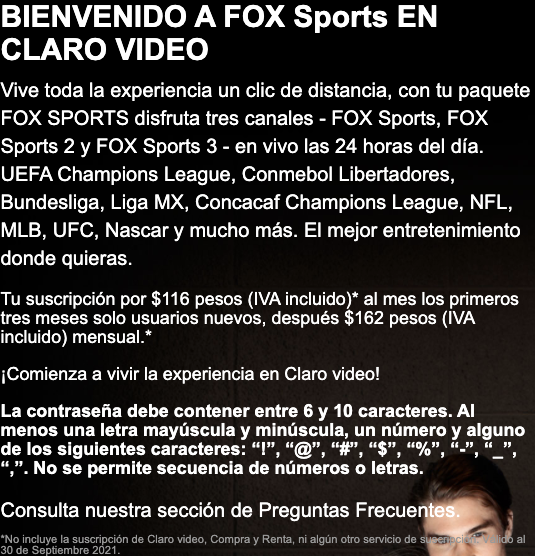 BIENVENIDO A FOX Sports EN
CLARO VIDEO
Vive toda la experiencia un clic de distancia, con tu paquete
FOX SPORTS disfruta tres canales - FOX Sports, FOX
Sports 2 y FOX Sports 3 - en vivo las 24 horas del día.
UEFA Champions League, Conmebol Libertadores,
Bundesliga, Liga MX, Concacaf Champions League, NFL,
MLB, UFC, Nascar y mucho más. El mejor entretenimiento
donde quieras.
Tu suscripción por $116 pesos (IVA incluido)* al mes los primeros
tres meses solo usuarios nuevos, después $162 pesos (IVA
incluido) mensual.*
¡Comienza a vivir la experiencia en Claro video!
La contraseña debe contener entre 6 y 10 caracteres. Al
menos una letra mayúscula y minúscula, un número y alguno
de los siguientes caracteres: “!”, “@”, “#”, “$”, “%”, “-”, “_”,
“,”. No se permite secuencia de números o letras.
Consulta nuestra sección de Preguntas Frecuentes.
*No incluye la suscripción de Claro video, Compra y Renta, ni algún otro servicio de suscripción. Válido al
30 de Septiembre 2021.